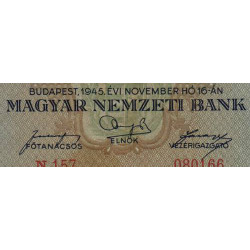 BUDAPEST, 1945. ÉVI NOVEMBER HÓ 16-ÁN
MAGYAR NEMZETI BANK
FŐTANÁCSOS ELNÖK VEZÉRIGAZGATÓ
N 157 080166